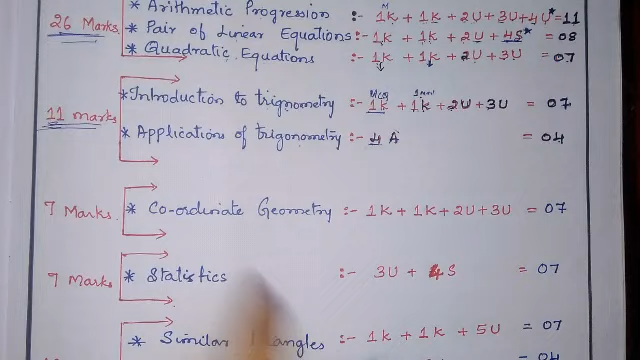 * Arithmetic Progression :- 1K + 1K + 2U + 3U + 4U* = 11
26 Marks * Pair of Linear Equations :- 1K + 1K + 2U + 4S* = 08
* Quadratic Equations :- 1K + 1K + 2U + 3U = 07
MCQ
* Introduction to trignometry :- 1K + 1K + 2U + 3U = 07
11 marks
* Applications of trigonometry :- 4 A = 04
7 Marks * Co-ordinate Geometry :- 1K + 1K + 2U + 3U = 07
7 Marks * Statistics :- 3U + 4S = 07
* Similar Triangles :- 1K + 1K + 5U = 07
= 04